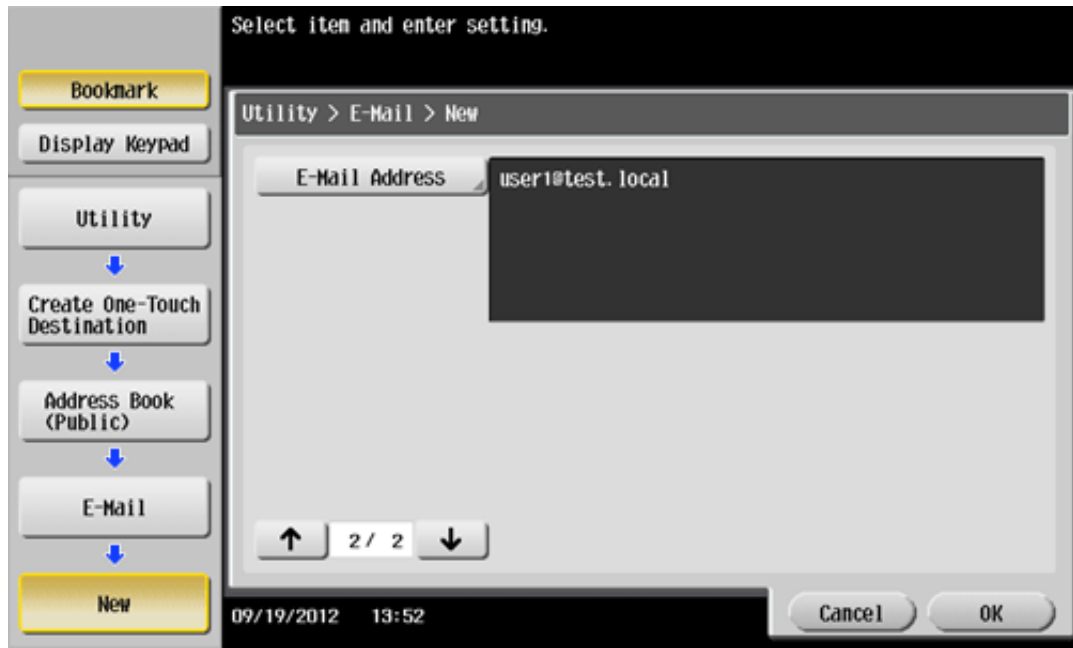 Select item and enter setting.
Bookmark
Display Keypad
Utility
Create One-Touch
Destination
Address Book
(Public)
E-Mail
New
Utility > E-Mail > New
E-Mail Address
user1@test.local
2/ 2
09/19/2012 13:52
Cancel
OK